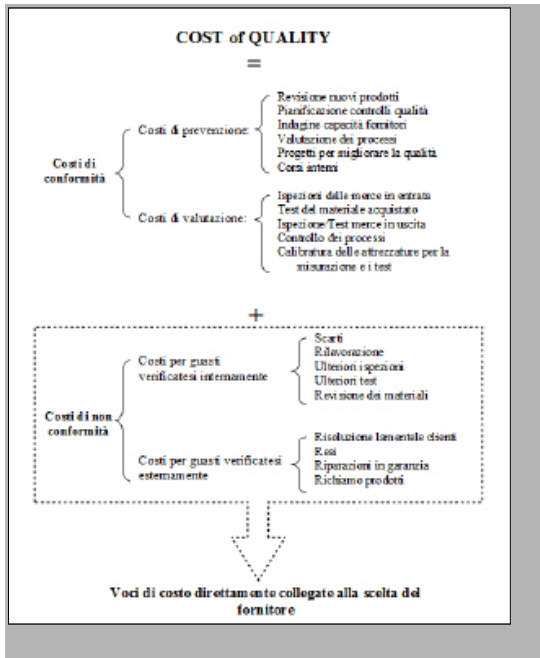 COST of QUALITY
=
Costi di conformità
Costi di prevenzione:
Revisione nuovi prodotti
Pianificazione controlli qualità
Indagine capacità fornitori
Valutazione dei processi
Progetti per migliorare la qualità
Corsi interni
Costi di valutazione:
Ispezioni delle merce in entrata
Test del materiale acquistato
Ispezione/Test merce in uscita
Controllo dei processi
Calibratura delle attrezzature per la
misurazione e i test
+
Costi di non
conformità
Costi per guasti
verificatesi internamente
Scarti
Rilavorazione
Ulteriori ispezioni
Ulteriori test
Revisione dei materiali
Costi per guasti verificatesi
esternamente
Risoluzione lamentele clienti
Resi
Riparazioni in garanzia
Richiamo prodotti
Voci di costo direttamente collegate alla scelta del
fornitore